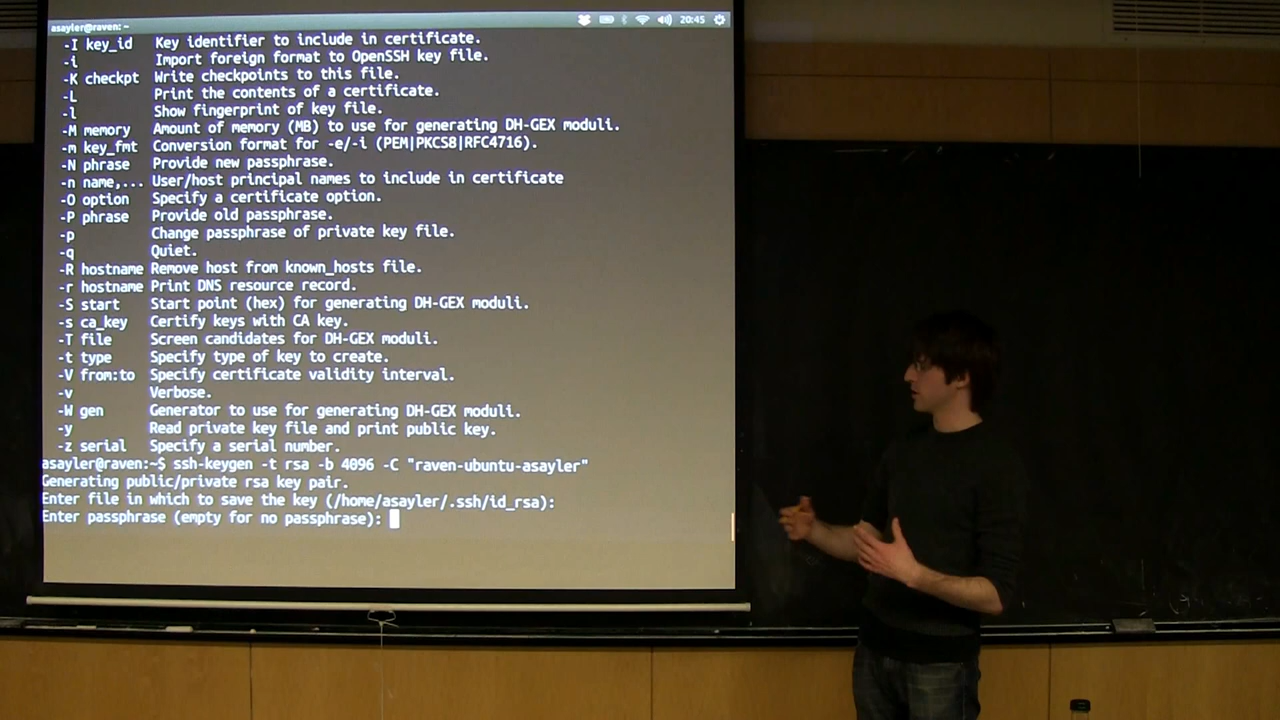 asayler@raven: ~
20:45
-I key_id Key identifier to include in certificate.
-i Import foreign format to OpenSSH key file.
-K checkpt Write checkpoints to this file.
-L Print the contents of a certificate.
-l Show fingerprint of key file.
-M memory Amount of memory (MB) to use for generating DH-GEX moduli.
-m key_fmt Conversion format for -e/-i (PEM|PKCS8|RFC4716).
-N phrase Provide new passphrase.
-n name,... User/host principal names to include in certificate
-O option Specify a certificate option.
-P phrase Provide old passphrase.
-p Change passphrase of private key file.
-q Quiet.
-R hostname Remove host from known_hosts file.
-r hostname Print DNS resource record.
-S start Start point (hex) for generating DH-GEX moduli.
-s ca_key Certify keys with CA key.
-T file Screen candidates for DH-GEX moduli.
-t type Specify type of key to create.
-V from:to Specify certificate validity interval.
-v Verbose.
-W gen Generator to use for generating DH-GEX moduli.
-y Read private key file and print public key.
-z serial Specify a serial number.
asayler@raven:~$ ssh-keygen -t rsa -b 4096 -C "raven-ubuntu-asayler"
Generating public/private rsa key pair.
Enter file in which to save the key (/home/asayler/.ssh/id_rsa):
Enter passphrase (empty for no passphrase):